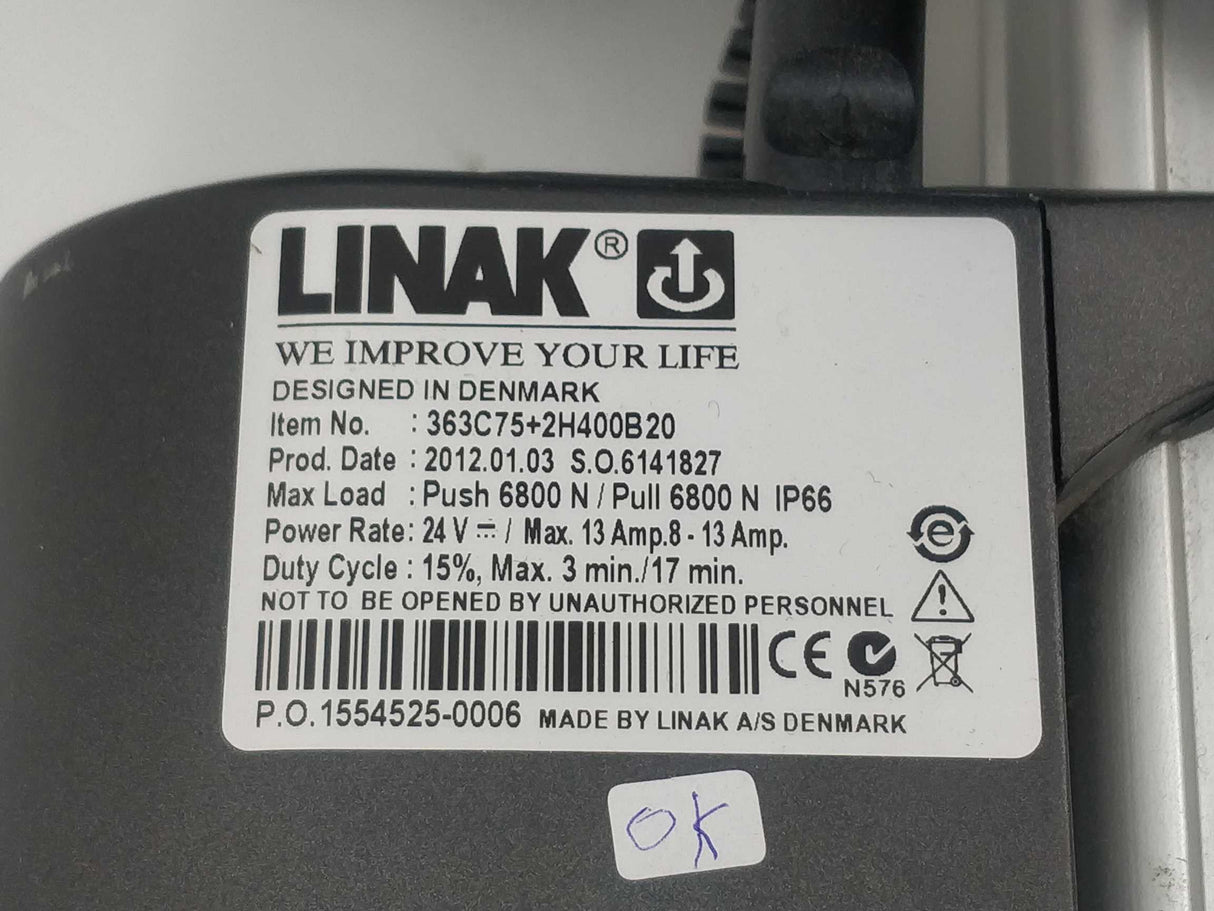 LINAK®
WE IMPROVE YOUR LIFE
DESIGNED IN DENMARK
Item No. : 363C75+2H400B20
Prod. Date : 2012.01.03 S.O.6141827
Max Load : Push 6800 N / Pull 6800 N IP66
Power Rate: 24 V ⎓ / Max. 13 Amp.8 - 13 Amp.
Duty Cycle : 15%, Max. 3 min./17 min.
NOT TO BE OPENED BY UNAUTHORIZED PERSONNEL
CE
N576
P.O.1554525-0006 MADE BY LINAK A/S DENMARK
OK